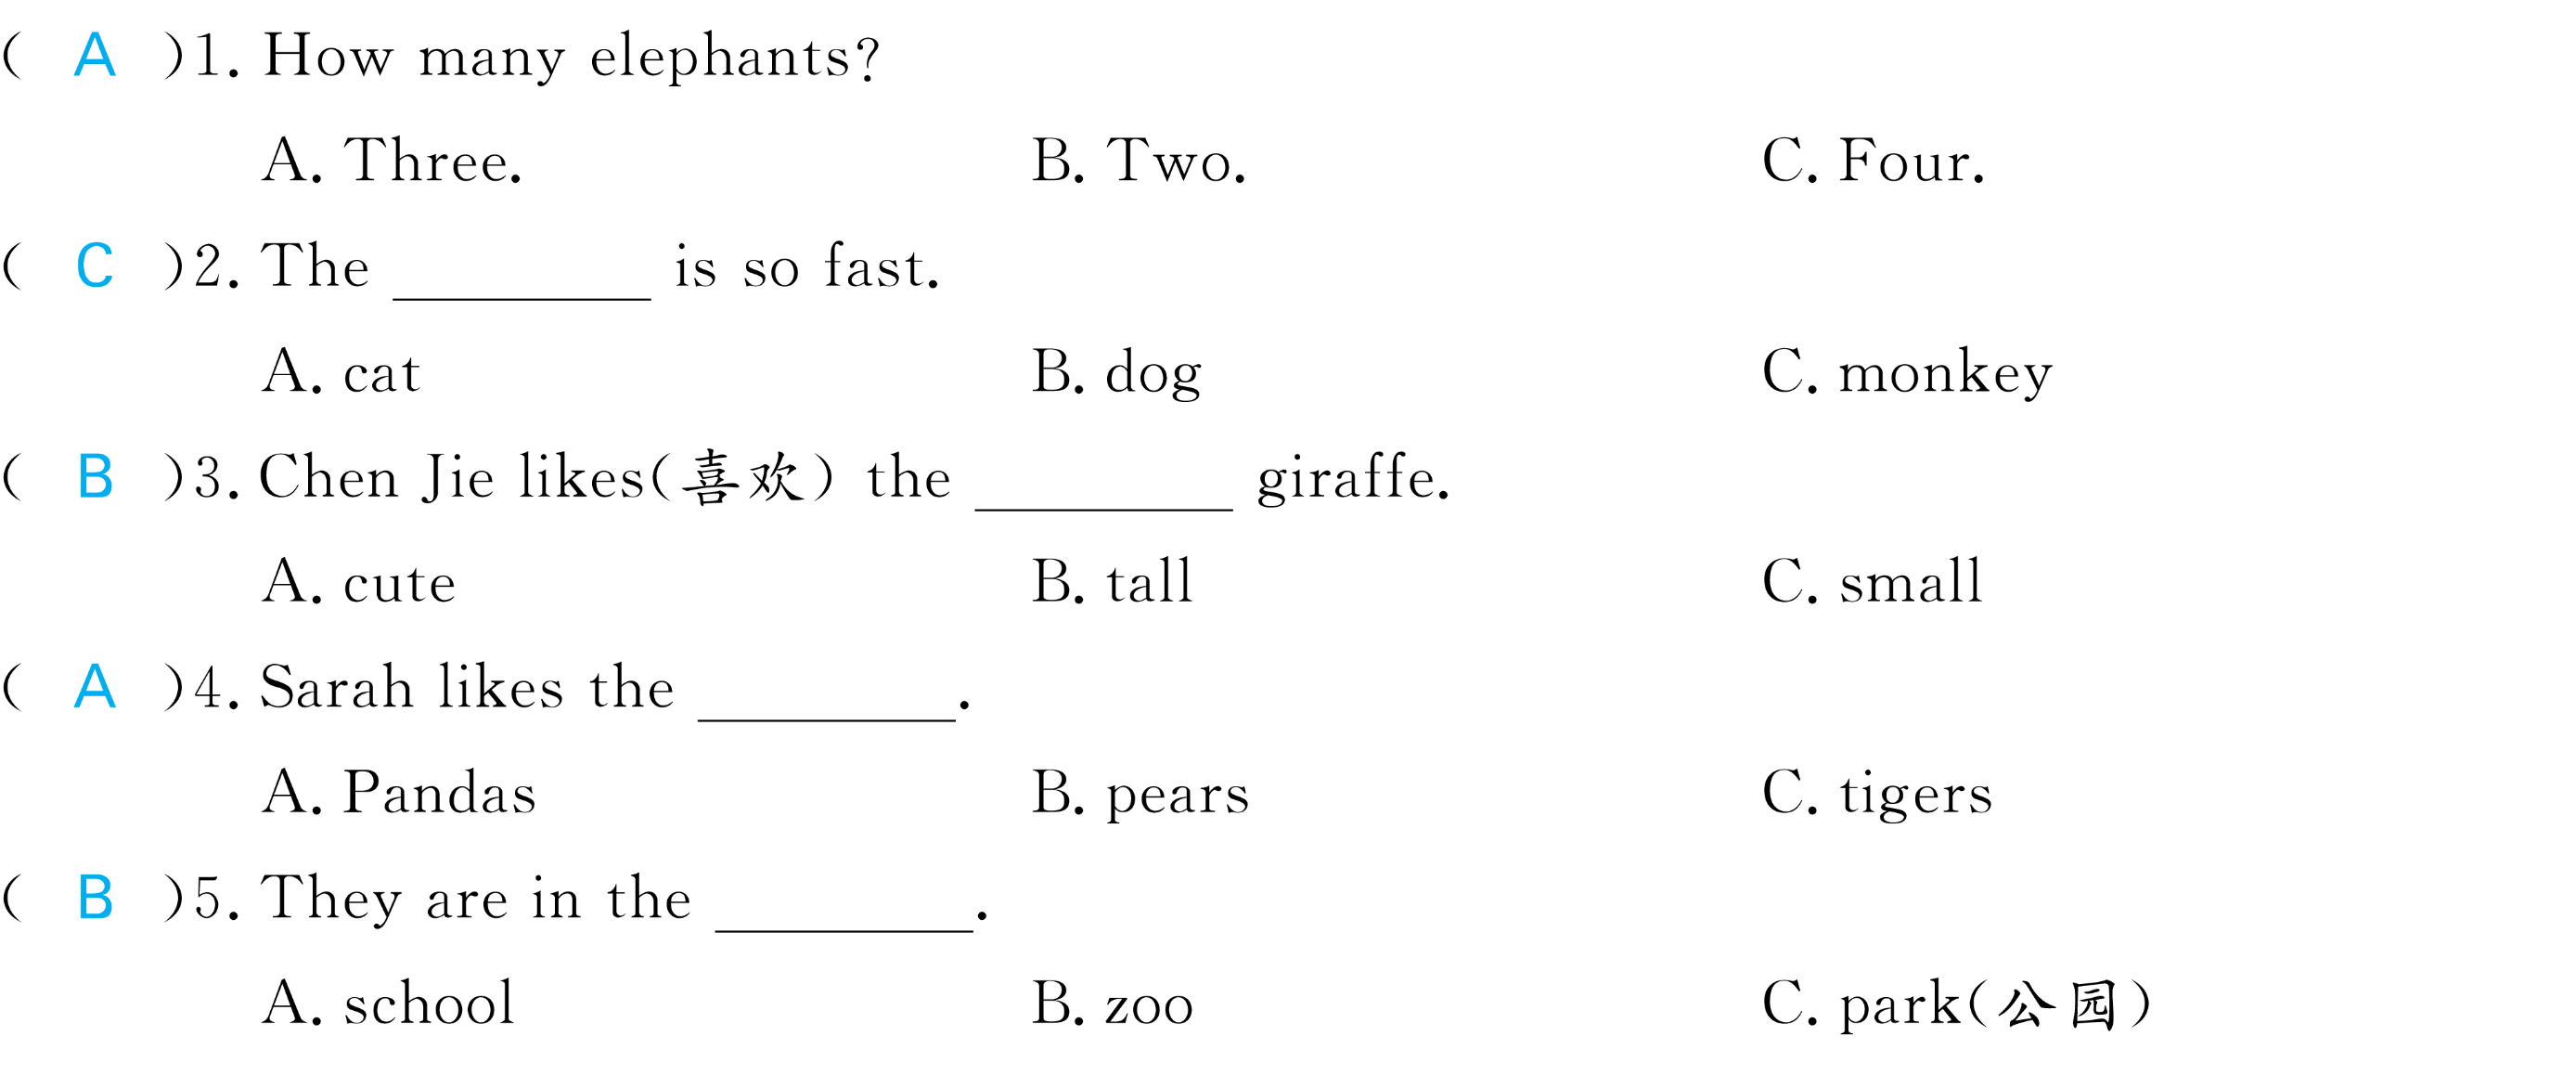 ( A )1. How many elephants?
A. Three. B. Two. C. Four.
( C )2. The ________ is so fast.
A. cat B. dog C. monkey
( B )3. Chen Jie likes(喜欢) the ________ giraffe.
A. cute B. tall C. small
( A )4. Sarah likes the ________.
A. Pandas B. pears C. tigers
( B )5. They are in the ________.
A. school B. zoo C. park(公园)